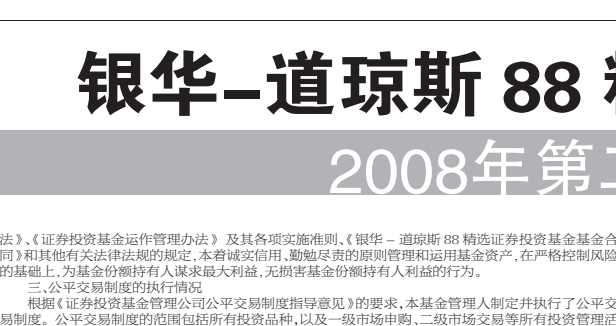 银华-道琼斯 88
2008年第二
法》、《证券投资基金运作管理办法》 及其各项实施准则、《银华 - 道琼斯 88 精选证券投资基金基金合
同》和其他有关法律法规的规定,本着诚实信用、勤勉尽责的原则管理和运用基金资产,在严格控制风险
的基础上,为基金份额持有人谋求最大利益,无损害基金份额持有人利益的行为。
三、公平交易制度的执行情况
根据《证券投资基金管理公司公平交易制度指导意见》的要求,本基金管理人制定并执行了公平交
易制度。公平交易制度的范围包括所有投资品种,以及一级市场申购、二级市场交易等所有投资管理活